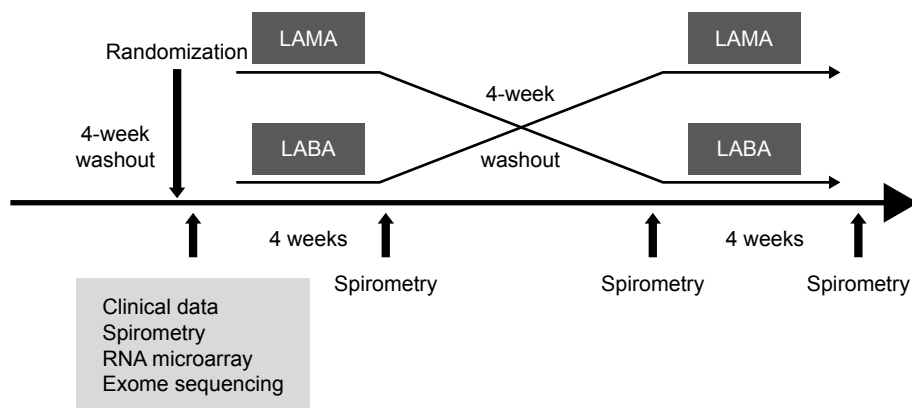 LAMA
LAMA
Randomization
4-week
washout
4-week
washout
LABA
LABA
4 weeks
4 weeks
Spirometry
Spirometry
Spirometry
Clinical data
Spirometry
RNA microarray
Exome sequencing